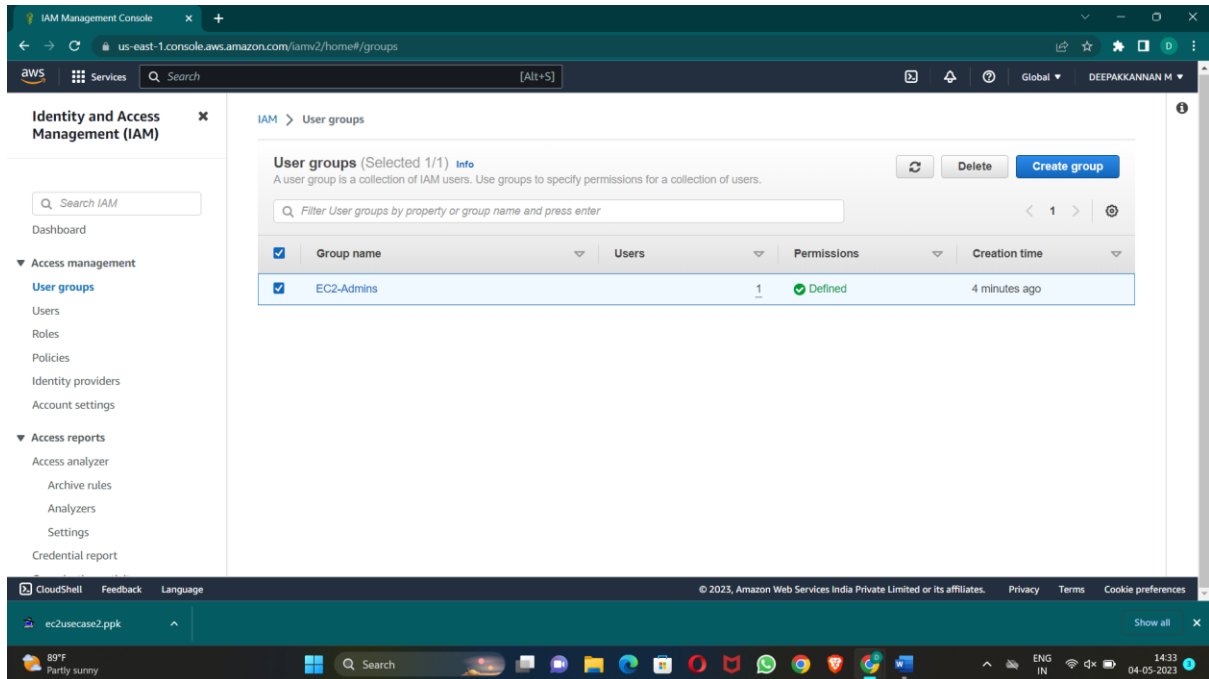 IAM Management Console
us-east-1.console.aws.amazon.com/iamv2/home#/groups
D
aws Services Search [Alt+S] Global DEEPAKKANNAN M
Identity and Access
Management (IAM)
Search IAM
Dashboard
Access management
User groups
Users
Roles
Policies
Identity providers
Account settings
Access reports
Access analyzer
Archive rules
Analyzers
Settings
Credential report
IAM > User groups
User groups (Selected 1/1) Info
A user group is a collection of IAM users. Use groups to specify permissions for a collection of users.
Delete Create group
Filter User groups by property or group name and press enter
1
Group name Users Permissions Creation time
EC2-Admins 1 Defined 4 minutes ago
CloudShell Feedback Language © 2023, Amazon Web Services India Private Limited or its affiliates. Privacy Terms Cookie preferences
ec2usecase2.ppk Show all
89°F
Partly sunny
Search
ENG
IN
14:33
04-05-2023